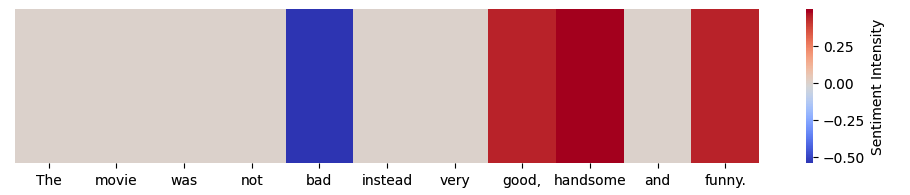 The movie was not bad instead very good, handsome and funny.
0.25
0.00
−0.25
−0.50
Sentiment Intensity